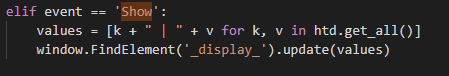 elif event == 'Show':
    values = [k + " | " + v for k, v in htd.get_all()]
    window.FindElement('_display_').update(values)